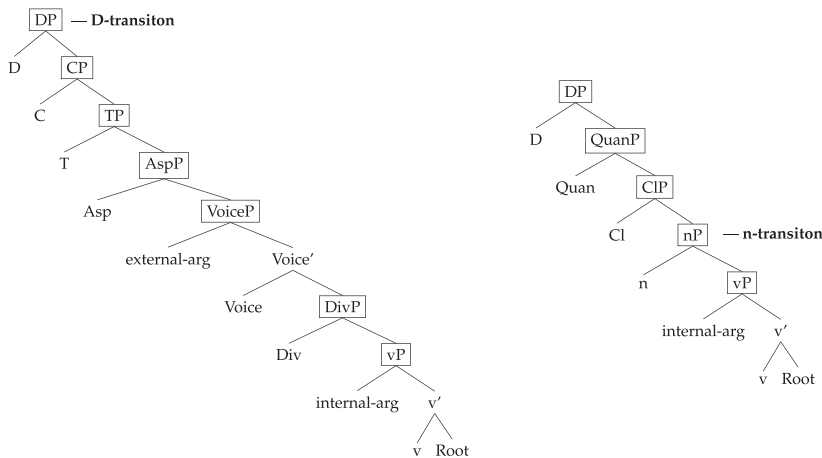 DP — D-transiton
D CP
C TP
T AspP
Asp VoiceP
external-arg Voice'
Voice DivP
Div vP
internal-arg v'
v Root
DP
D QuanP
Quan ClP
Cl nP — n-transiton
n vP
internal-arg v'
v Root